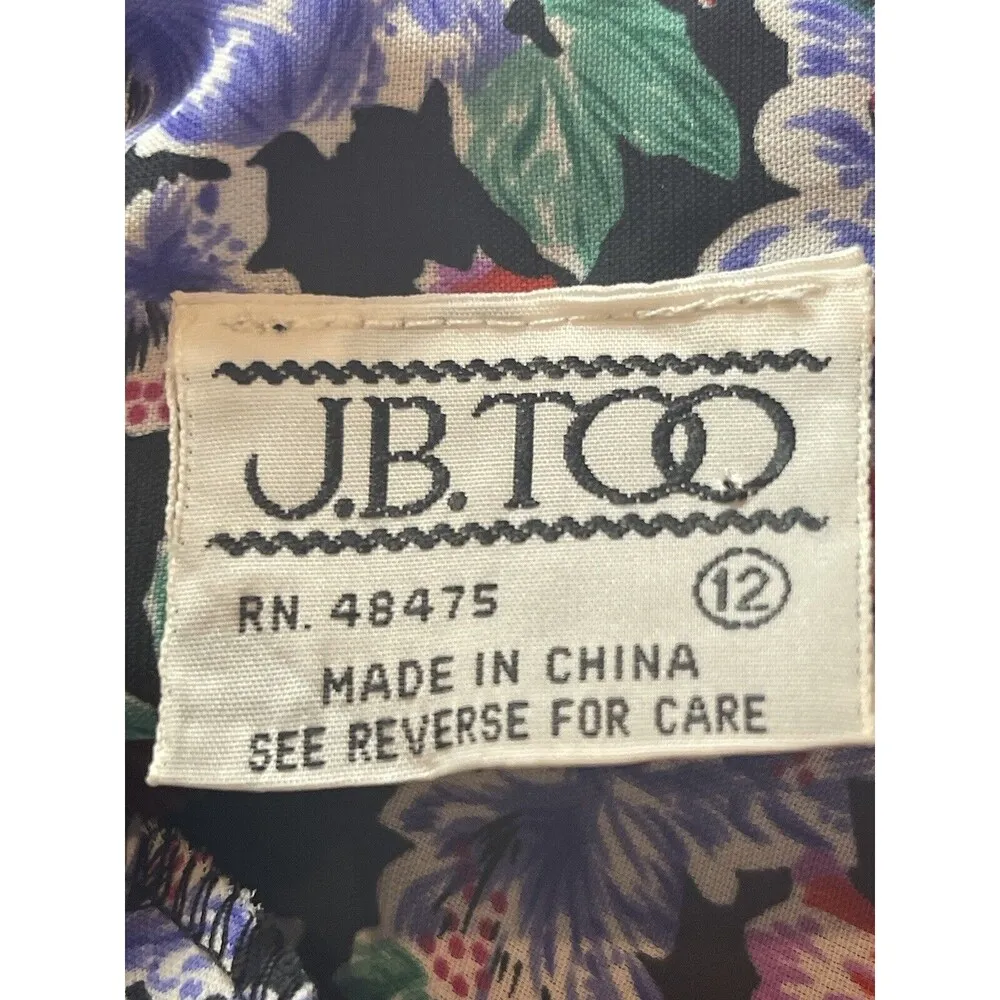 J.B. TOO
RN. 48475 12
MADE IN CHINA
SEE REVERSE FOR CARE